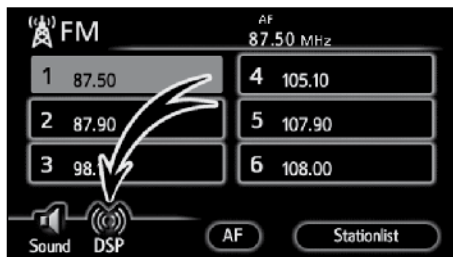 FM
AF
87.50 MHz
1 87.50
4 105.10
2 87.90
5 107.90
3 98.
6 108.00
Sound
DSP
AF
Stationlist